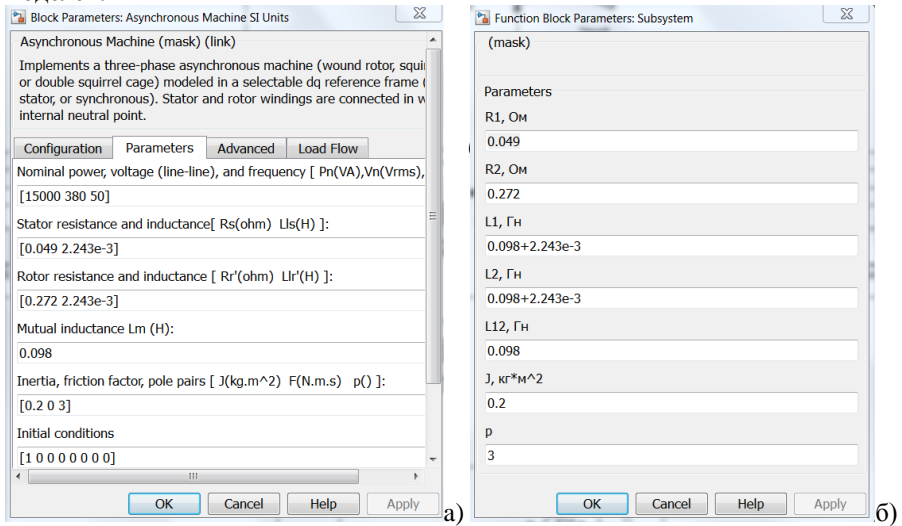 Block Parameters: Asynchronous Machine SI Units
Asynchronous Machine (mask) (link)
Implements a three-phase asynchronous machine (wound rotor, squi
or double squirrel cage) modeled in a selectable dq reference frame (
stator, or synchronous). Stator and rotor windings are connected in w
internal neutral point.
Configuration Parameters Advanced Load Flow
Nominal power, voltage (line-line), and frequency [ Pn(VA),Vn(Vrms),
[15000 380 50]
Stator resistance and inductance[ Rs(ohm) Lls(H) ]:
[0.049 2.243e-3]
Rotor resistance and inductance [ Rr'(ohm) Llr'(H) ]:
[0.272 2.243e-3]
Mutual inductance Lm (H):
0.098
Inertia, friction factor, pole pairs [ J(kg.m^2) F(N.m.s) p() ]:
[0.2 0 3]
Initial conditions
[1 0 0 0 0 0 0 0]
OK Cancel Help Apply
а)
Function Block Parameters: Subsystem
(mask)
Parameters
R1, Ом
0.049
R2, Ом
0.272
L1, Гн
0.098+2.243e-3
L2, Гн
0.098+2.243e-3
L12, Гн
0.098
J, кг*м^2
0.2
p
3
OK Cancel Help Apply
б)